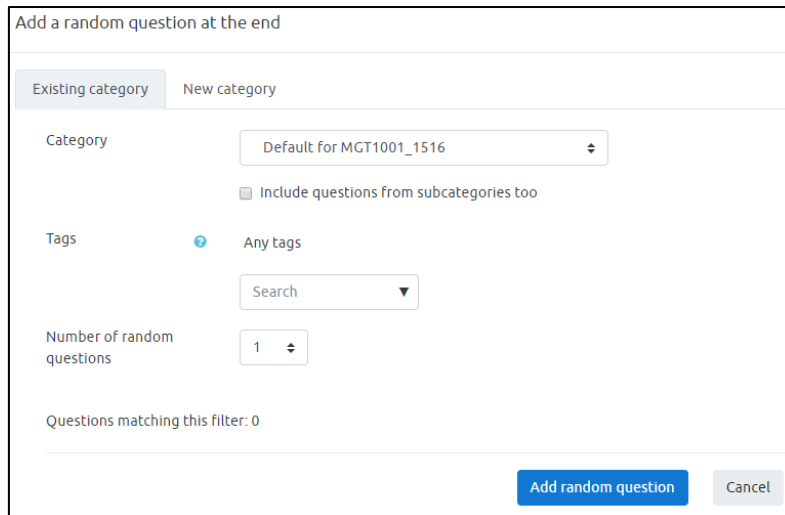 Add a random question at the end
Existing category New category
Category Default for MGT1001_1516
Include questions from subcategories too
Tags Any tags
Search
Number of random
questions
1
Questions matching this filter: 0
Add random question Cancel